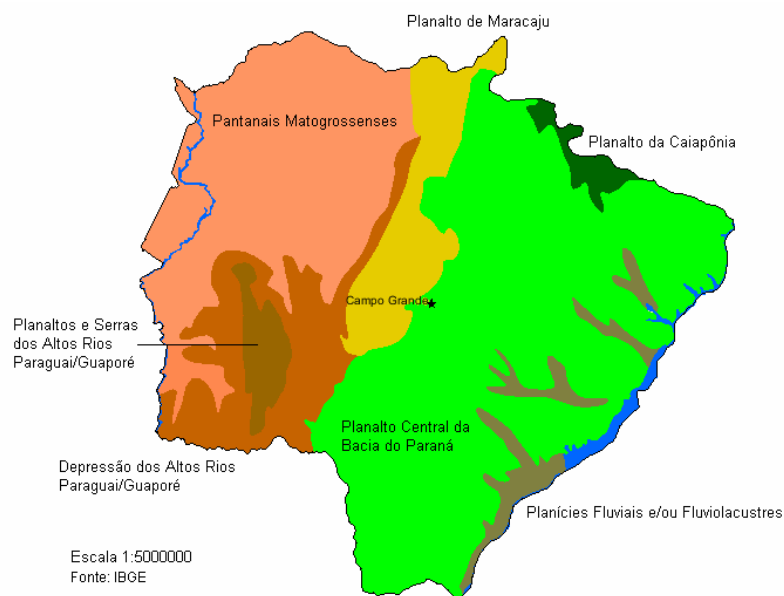 Planalto de Maracaju
Pantanais Matogrossenses
Planalto da Caiapônia
Campo Grande
Planaltos e Serras
dos Altos Rios
Paraguai/Guaporé
Planalto Central da
Bacia do Paraná
Depressão dos Altos Rios
Paraguai/Guaporé
Planícies Fluviais e/ou Fluviolacustres
Escala 1:5000000
Fonte: IBGE